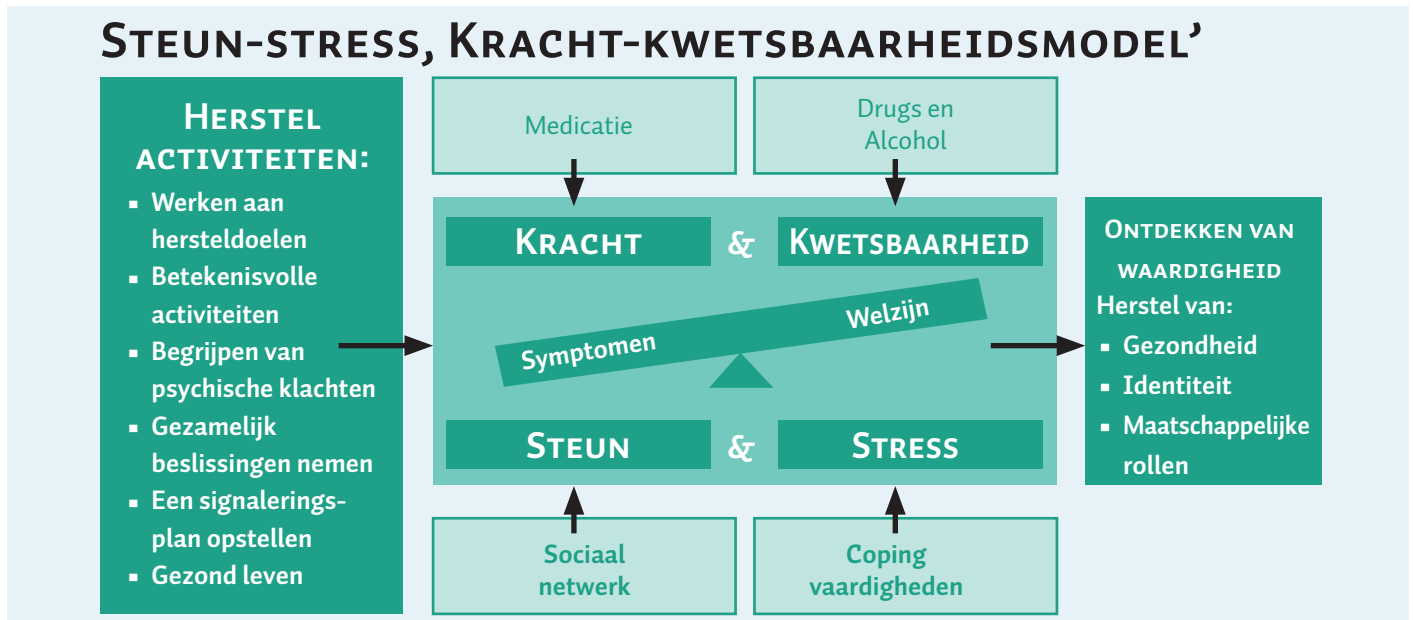 Steun-stress, Kracht-kwetsbaarheidsmodel’
Herstel
activiteiten:
▪ Werken aan
hersteldoelen
▪ Betekenisvolle
activiteiten
▪ Begrijpen van
psychische klachten
▪ Gezamelijk
beslissingen nemen
▪ Een signalerings-
plan opstellen
▪ Gezond leven
Medicatie
Drugs en
Alcohol
Kracht & Kwetsbaarheid
Symptomen
Welzijn
Steun & Stress
Sociaal
netwerk
Coping
vaardigheden
Ontdekken van
waardigheid
Herstel van:
▪ Gezondheid
▪ Identiteit
▪ Maatschappelijke
rollen